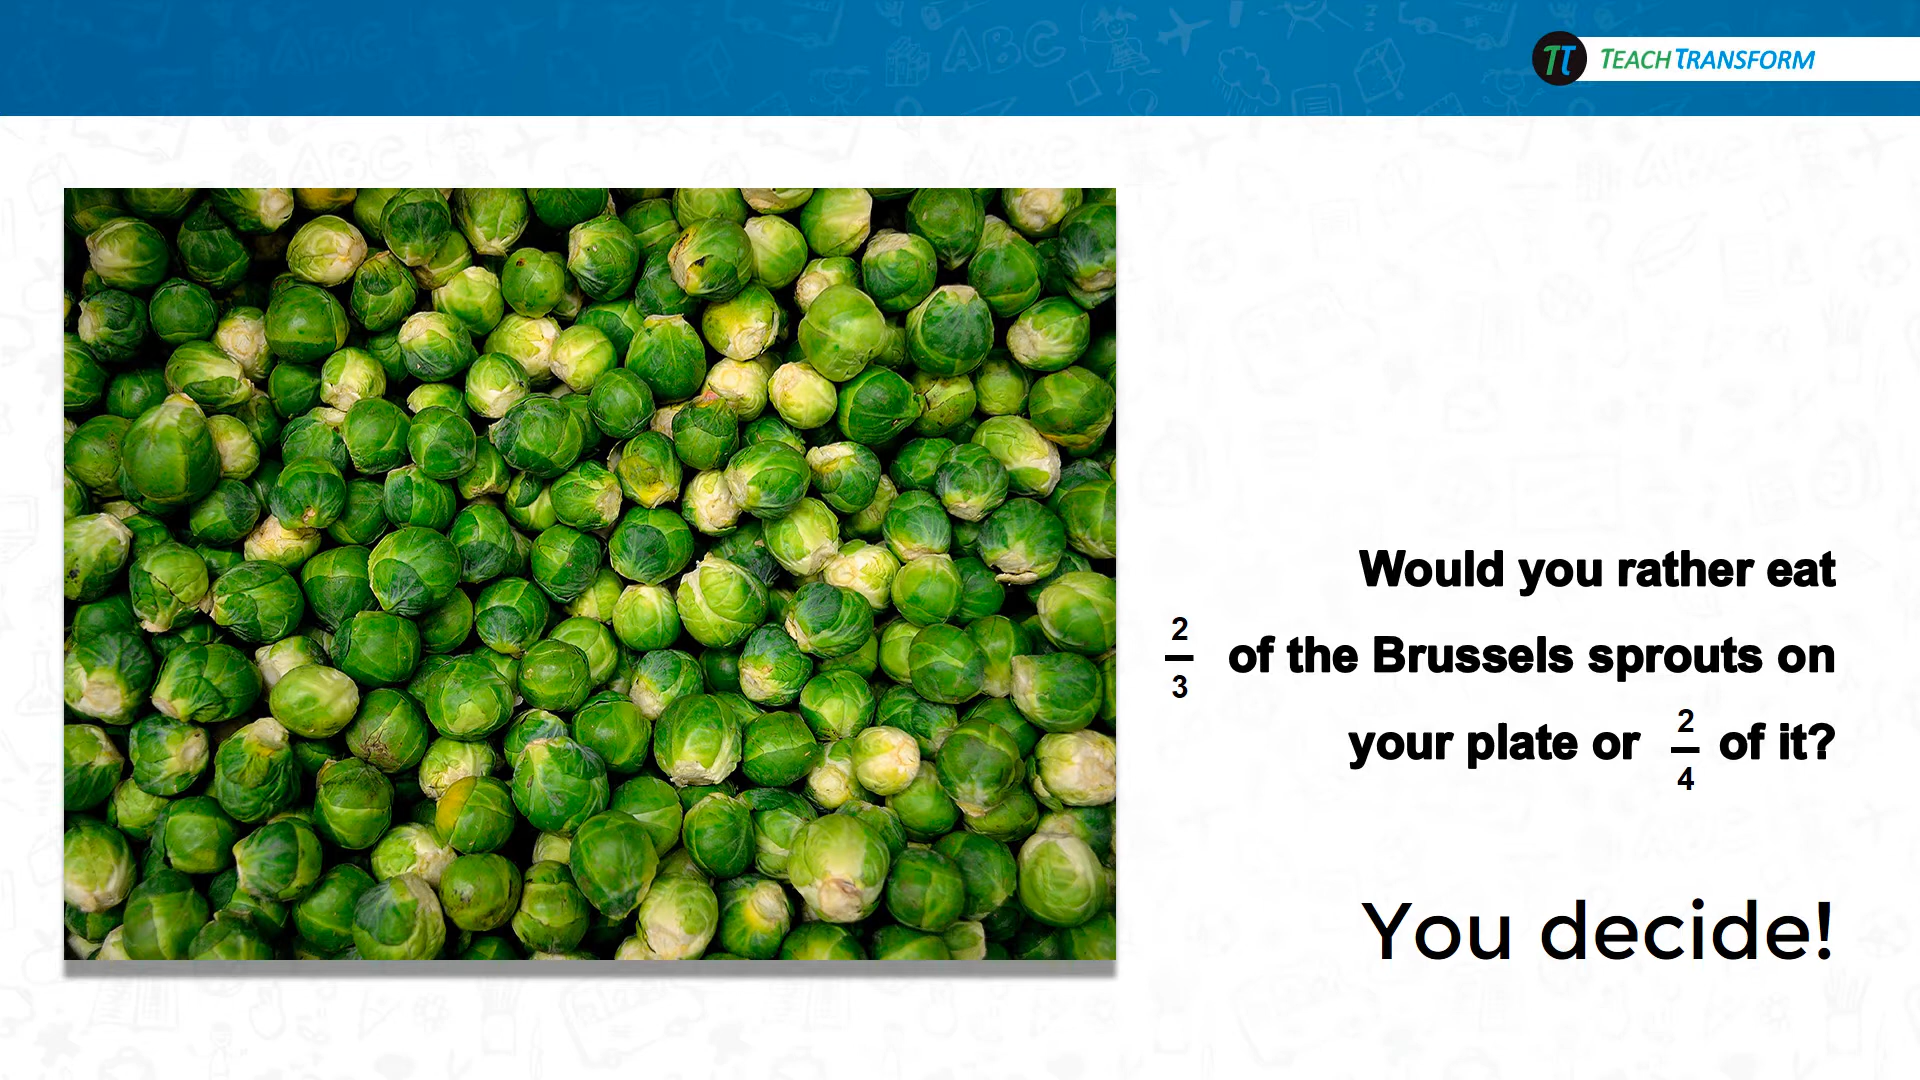 TT TEACH TRANSFORM
Would you rather eat
2/3 of the Brussels sprouts on
your plate or 2/4 of it?
You decide!